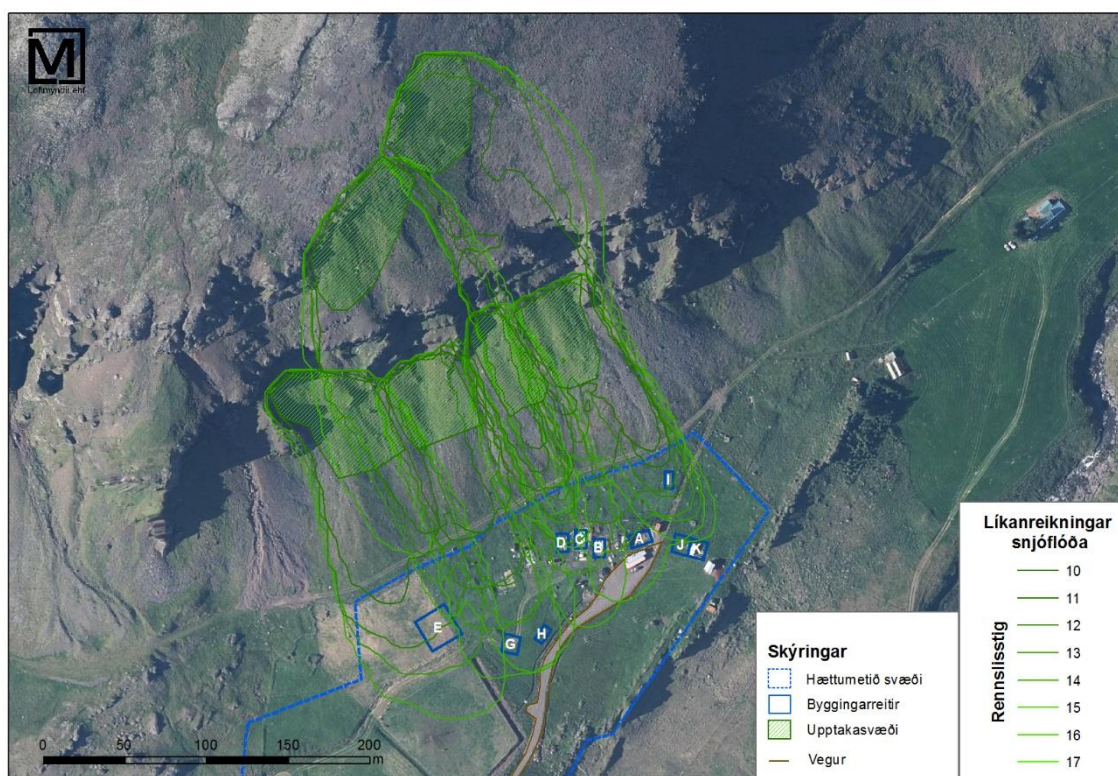 M
Loftmyndir ehf
I
D
C
B
A
J
K
E
G
H
0
50
100
150
200
m
Skýringar
Hættumetið svæði
Byggingarreitir
Upptakasvæði
Vegur
Líkanreikningar
snjóflóða
Rennslisstig
10
11
12
13
14
15
16
17